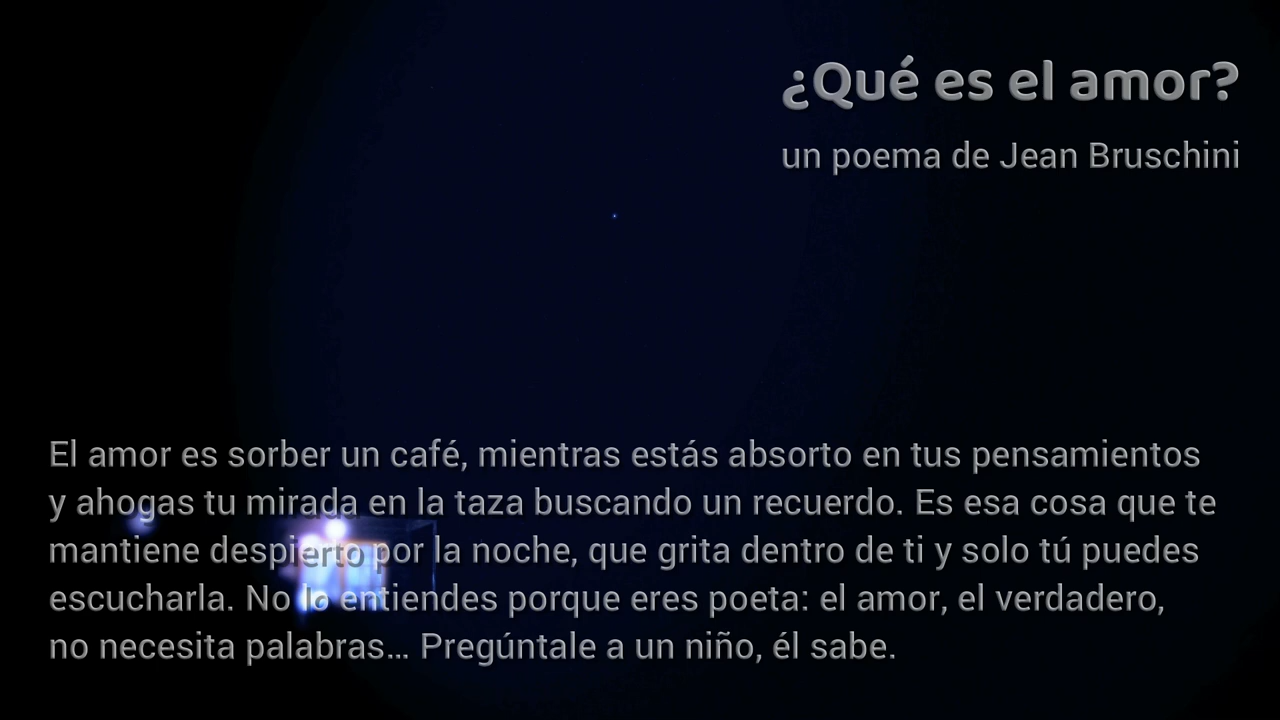 ¿Qué es el amor?
un poema de Jean Bruschini
El amor es sorber un café, mientras estás absorto en tus pensamientos
y ahogas tu mirada en la taza buscando un recuerdo. Es esa cosa que te
mantiene despierto por la noche, que grita dentro de ti y solo tú puedes
escucharla. No lo entiendes porque eres poeta: el amor, el verdadero,
no necesita palabras… Pregúntale a un niño, él sabe.